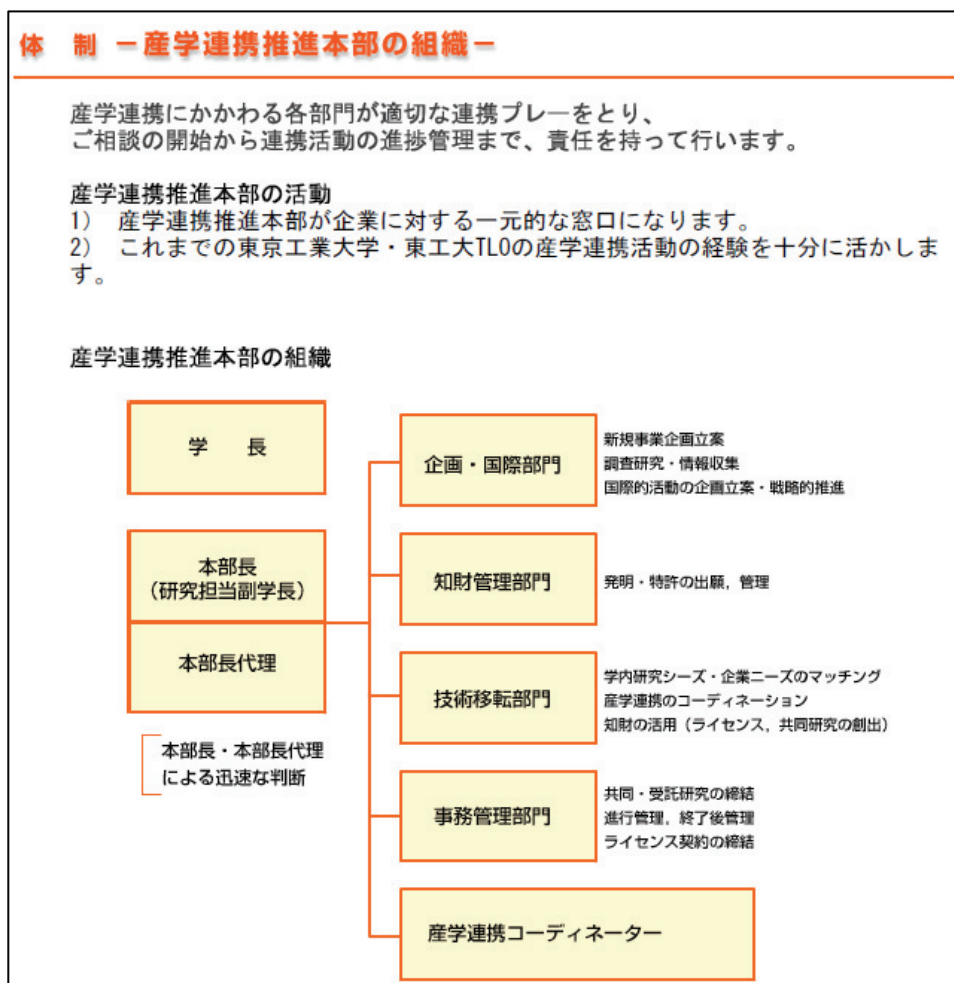 体　制 －産学連携推進本部の組織－
産学連携にかかわる各部門が適切な連携プレーをとり、
ご相談の開始から連携活動の進捗管理まで、責任を持って行います。
産学連携推進本部の活動
1)　産学連携推進本部が企業に対する一元的な窓口になります。
2)　これまでの東京工業大学・東工大TLOの産学連携活動の経験を十分に活かしま
す。
産学連携推進本部の組織
学　長
本部長
（研究担当副学長）
本部長代理
本部長・本部長代理
による迅速な判断
企画・国際部門
新規事業企画立案
調査研究・情報収集
国際的活動の企画立案・戦略的推進
知財管理部門
発明・特許の出願，管理
技術移転部門
学内研究シーズ・企業ニーズのマッチング
産学連携のコーディネーション
知財の活用（ライセンス，共同研究の創出）
事務管理部門
共同・受託研究の締結
進行管理，終了後管理
ライセンス契約の締結
産学連携コーディネーター